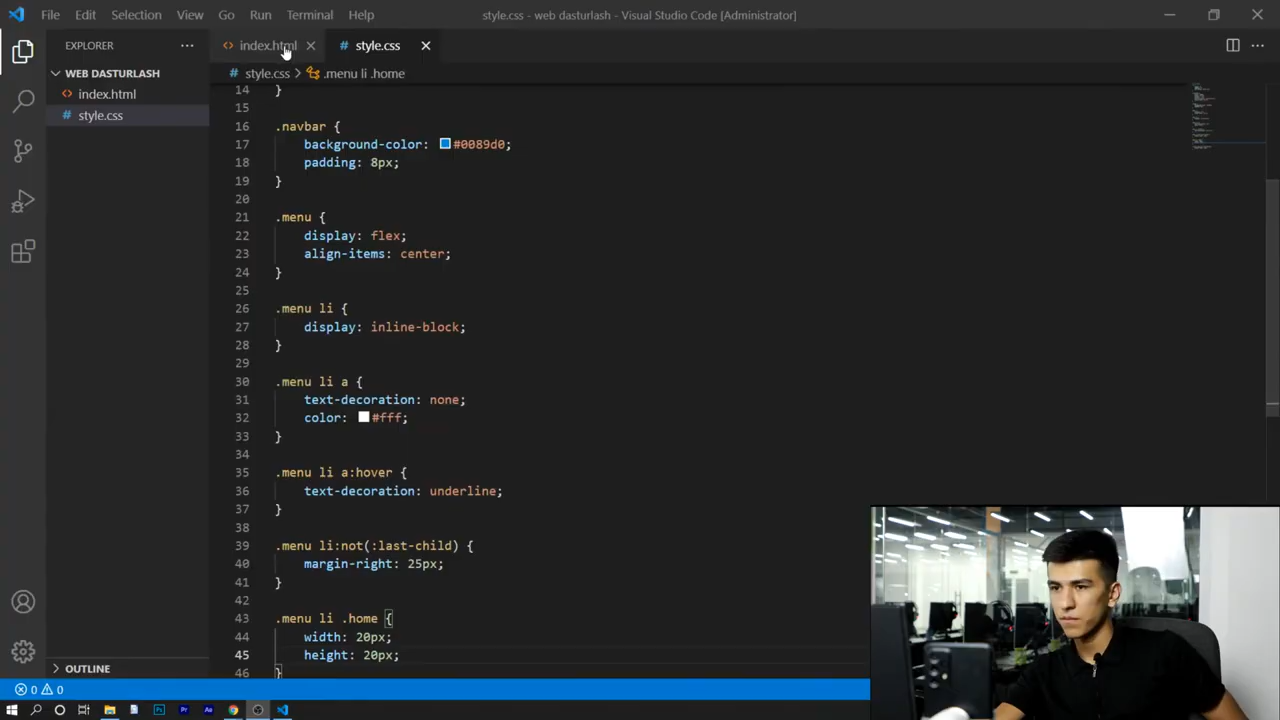 File Edit Selection View Go Run Terminal Help
style.css - web dasturlash - Visual Studio Code [Administrator]
EXPLORER
index.html
style.css
WEB DASTURLASH
style.css > .menu li .home
index.html
style.css
14 }
15
16 .navbar {
17 background-color: #0089d0;
18 padding: 8px;
19 }
20
21 .menu {
22 display: flex;
23 align-items: center;
24 }
25
26 .menu li {
27 display: inline-block;
28 }
29
30 .menu li a {
31 text-decoration: none;
32 color: #fff;
33 }
34
35 .menu li a:hover {
36 text-decoration: underline;
37 }
38
39 .menu li:not(:last-child) {
40 margin-right: 25px;
41 }
42
43 .menu li .home {
44 width: 20px;
45 height: 20px;
46 }
OUTLINE
0 0
Ps Pr Ae